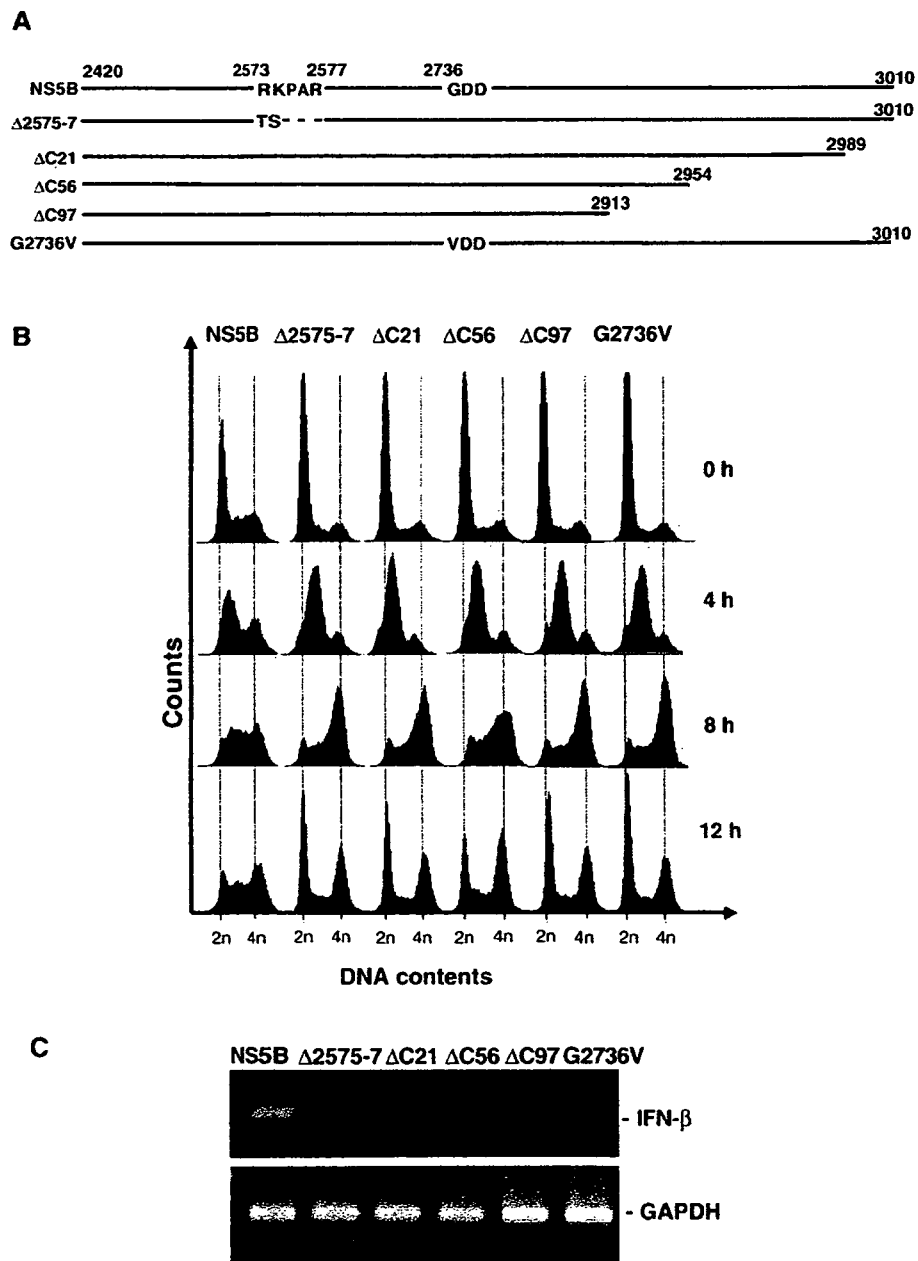 A
2420 2573 2577 2736 3010
NS5B RKPAR GDD
Δ2575-7 TS 3010
ΔC21 2989
ΔC56 2954
ΔC97 2913
G2736V VDD 3010
B
NS5B Δ2575-7 ΔC21 ΔC56 ΔC97 G2736V
0 h
4 h
8 h
12 h
Counts
2n 4n 2n 4n 2n 4n 2n 4n 2n 4n 2n 4n
DNA contents
C
NS5B Δ2575-7 ΔC21 ΔC56 ΔC97 G2736V
- IFN-β
- GAPDH